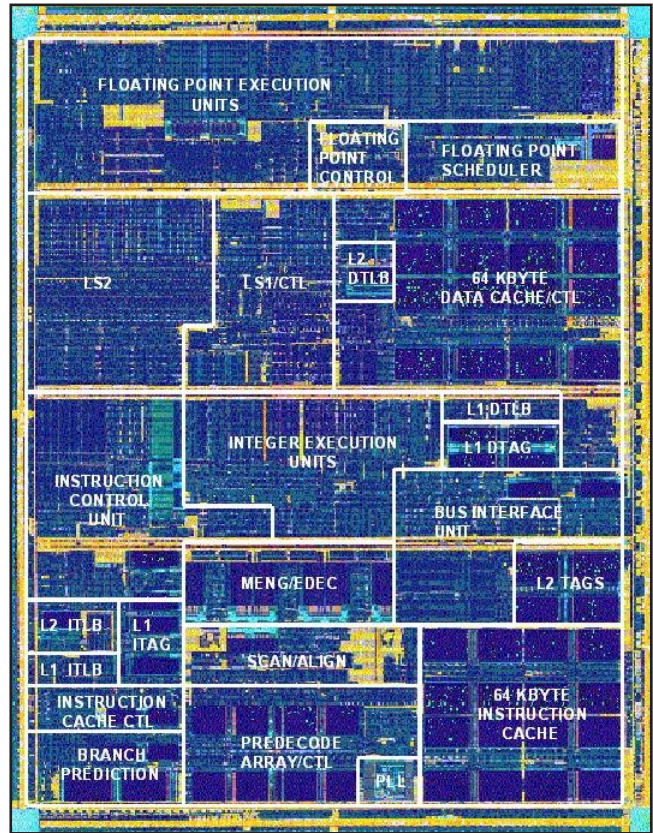 FLOATING POINT EXECUTION
UNITS
FLOATING
POINT
CONTROL
FLOATING POINT
SCHEDULER
LS2
LS1/CTL
L2
DTLB
64 KBYTE
DATA CACHE/CTL
L1 DTLB
L1 DTAG
INTEGER EXECUTION
UNITS
INSTRUCTION
CONTROL
UNIT
BUS INTERFACE
UNIT
MENG/EDEC
L2 TAGS
L2 ITLB
L1
ITAG
L1 ITLB
SCAN/ALIGN
INSTRUCTION
CACHE CTL
64 KBYTE
INSTRUCTION
CACHE
PREDECODE
ARRAY/CTL
BRANCH
PREDICTION
PLL